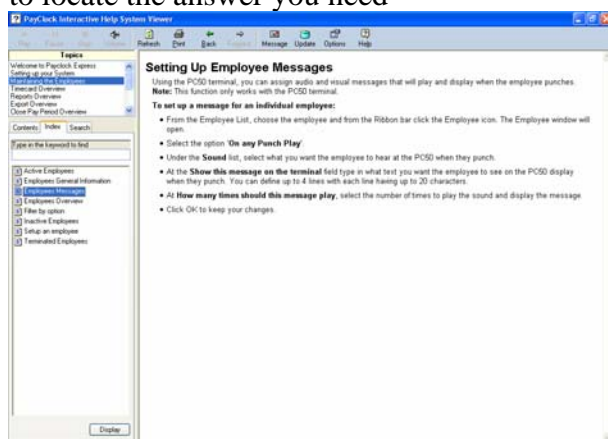 to locate the answer you need
PayClock Interactive Help System Viewer
Refresh Print Back Message Update Options Help
Topics
Welcome to Payclock Express
Setting up your System
Maintaining the Employees
Timecard Overview
Reports Overview
Export Overview
Close Pay Period Overview
Contents Index Search
Type in the keyword to find
Active Employees
Employees General Information
Employees Messages
Employees Overview
Filter by option
Inactive Employees
Setup an employee
Terminated Employees
Display
Setting Up Employee Messages
Using the PC50 terminal, you can assign audio and visual messages that will play and display when the employee punches.
Note: This function only works with the PC50 terminal.
To set up a message for an individual employee:
• From the Employee List, choose the employee and from the Ribbon bar click the Employee icon. The Employee window will
open.
• Select the option 'On any Punch Play'
• Under the Sound list, select what you want the employee to hear at the PC50 when they punch.
• At the Show this message on the terminal field type in what text you want the employee to see on the PC50 display
when they punch. You can define up to 4 lines with each line having up to 20 characters.
• At How many times should this message play, select the number of times to play the sound and display the message.
• Click OK to keep your changes.